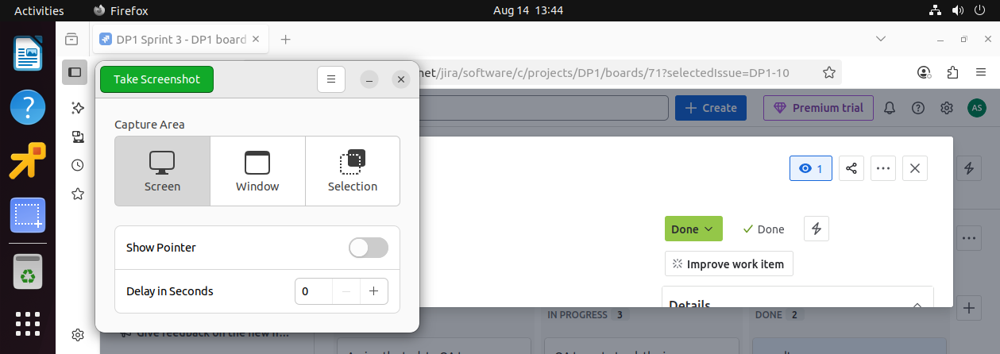 Activities
Firefox
Aug 14 13:44
DP1 Sprint 3 - DP1 board
net/jira/software/c/projects/DP1/boards/71?selectedIssue=DP1-10
Take Screenshot
Create
Premium trial
AS
Capture Area
Screen
Window
Selection
1
Done
Done
Show Pointer
Improve work item
Delay in Seconds
0
Details
IN PROGRESS 3
DONE 2
Give feedback on the new